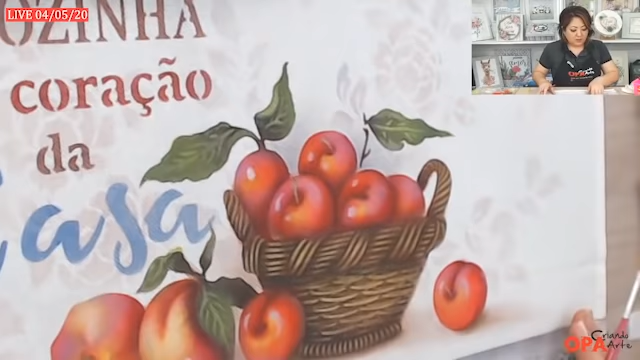 LIVE 04/05/20
OZINHA
coração
da
Casa
Criando
OPA Arte